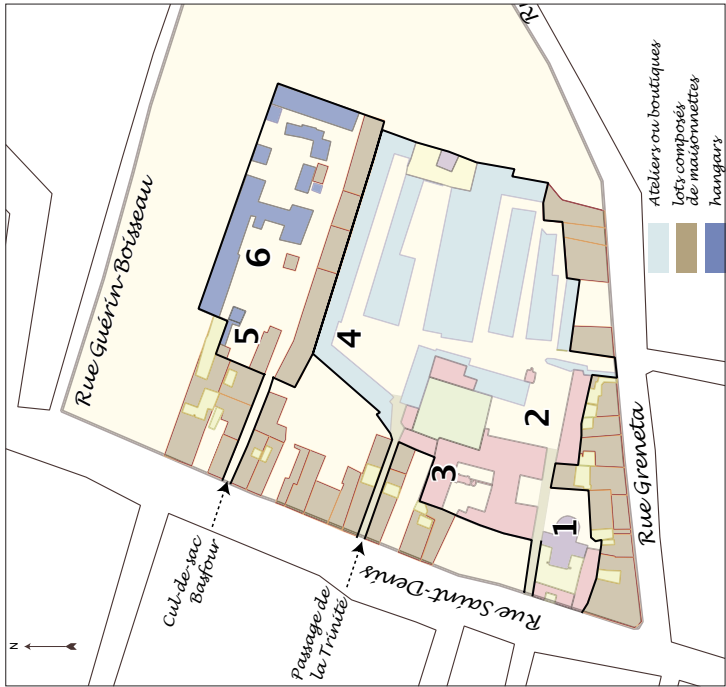 Rue Guérin-Boisseau
Ru
Cul-de-sac
Basfour
Passage de
la Trinité
Rue Saint-Denis
Rue Greneta
1
2
3
4
5
6
Ateliers ou boutiques
lots composés
de maisonnettes
hangars
N